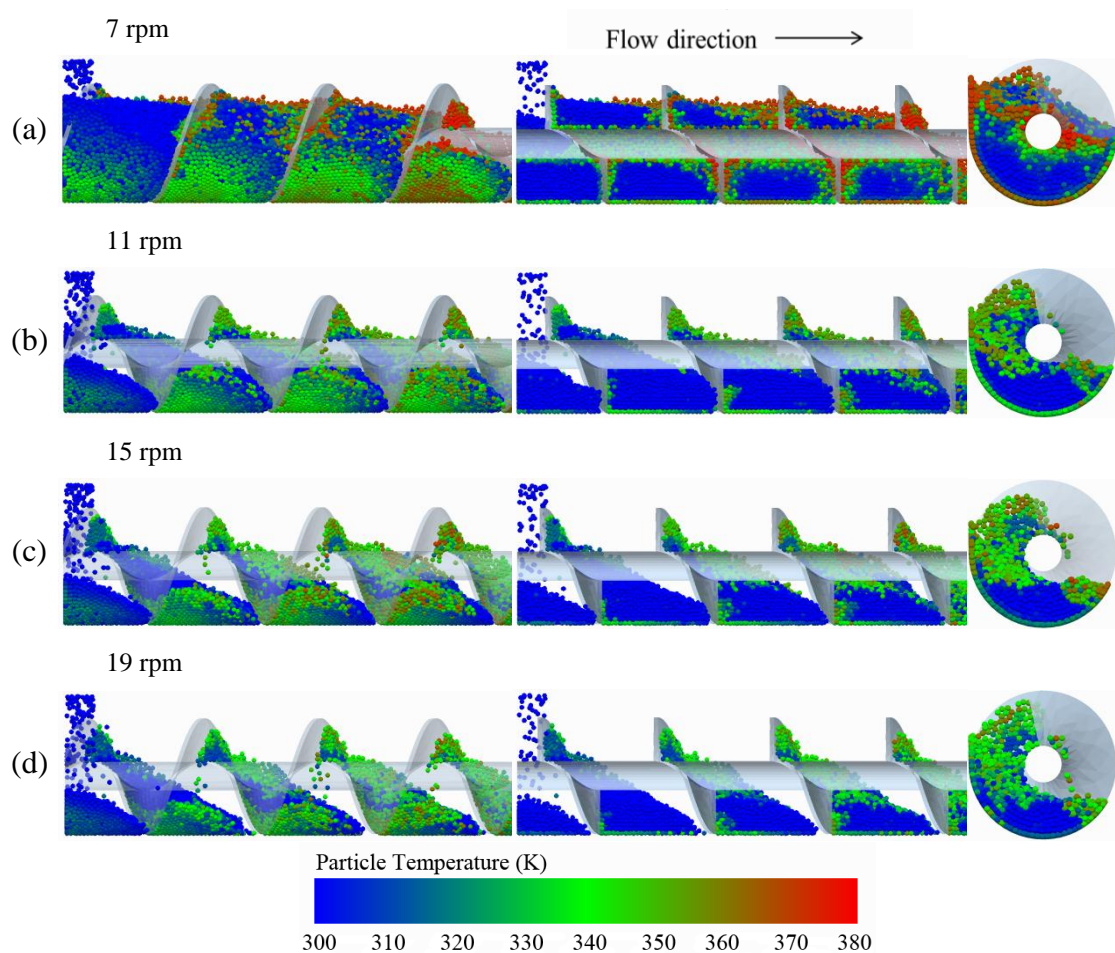 7 rpm
Flow direction
(a)
11 rpm
(b)
15 rpm
(c)
19 rpm
(d)
Particle Temperature (K)
300 310 320 330 340 350 360 370 380